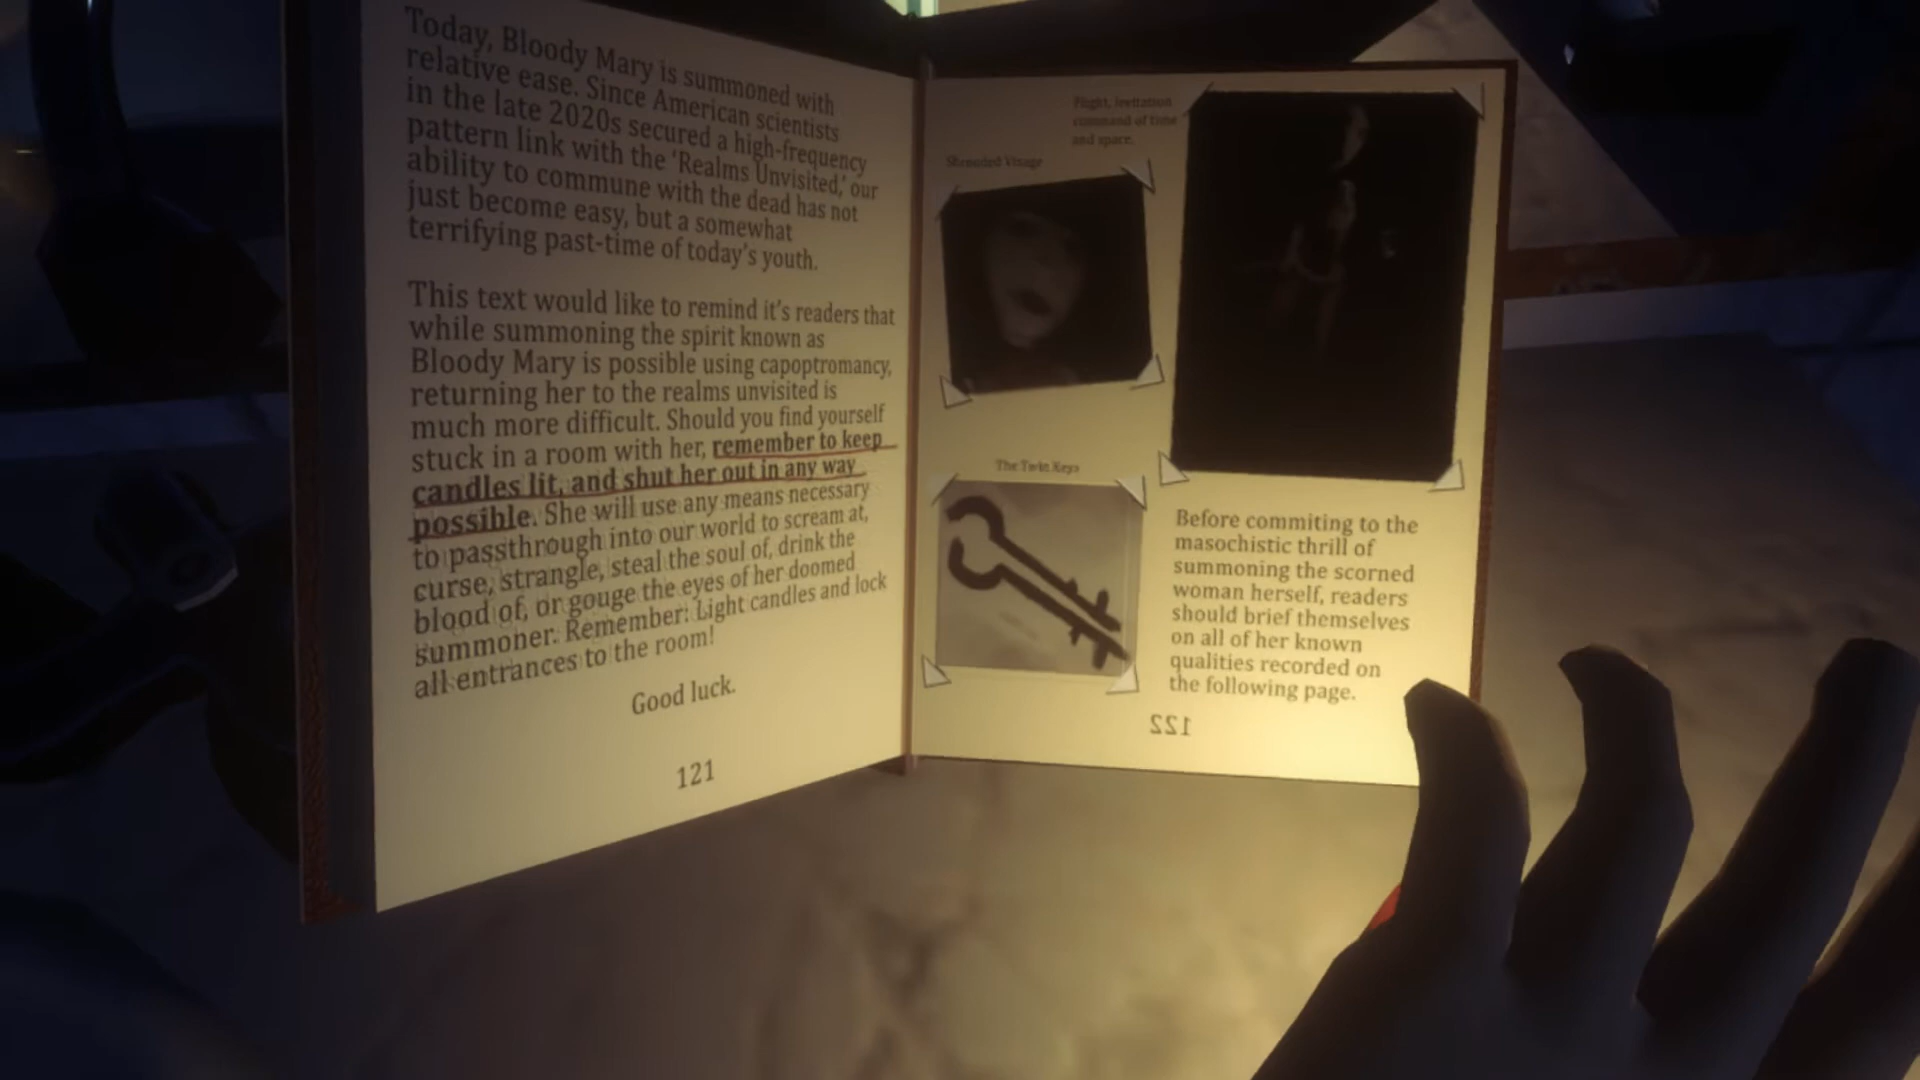 Today, Bloody Mary is summoned with
relative ease. Since American scientists
in the late 2020s secured a high-frequency
pattern link with the 'Realms Unvisited,' our
ability to commune with the dead has not
just become easy, but a somewhat
terrifying past-time of today's youth.
This text would like to remind it's readers that
while summoning the spirit known as
Bloody Mary is possible using capoptromancy,
returning her to the realms unvisited is
much more difficult. Should you find yourself
stuck in a room with her, remember to keep
candles lit, and shut her out in any way
possible. She will use any means necessary
to passthrough into our world to scream at,
curse, strangle, steal the soul of, drink the
blood of, or gouge the eyes of her doomed
summoner. Remember: Light candles and lock
all entrances to the room!
Good luck.
121
Flight, levitation
command of time
and space.
Shrouded Visage
The Twin Keys
Before commiting to the
masochistic thrill of
summoning the scorned
woman herself, readers
should brief themselves
on all of her known
qualities recorded on
the following page.
122